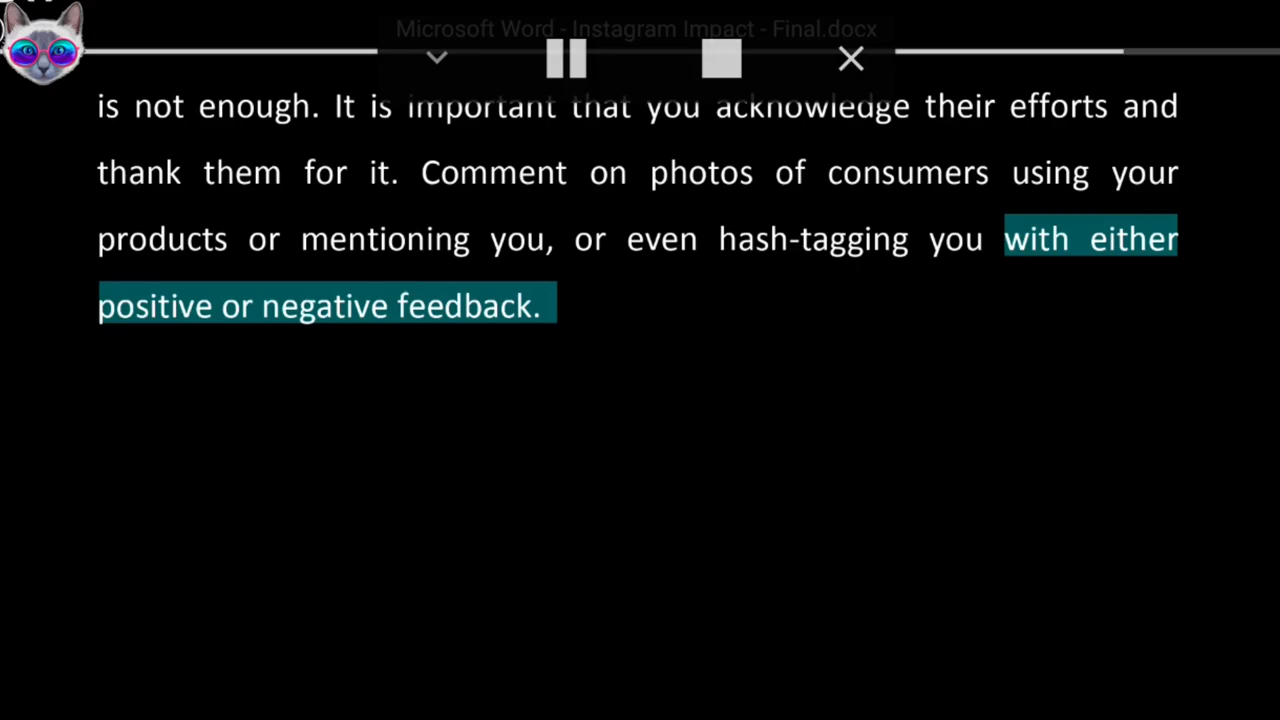 Microsoft Word - Instagram Impact - Final.docx
is not enough. It is important that you acknowledge their efforts and
thank them for it. Comment on photos of consumers using your
products or mentioning you, or even hash-tagging you with either
positive or negative feedback.